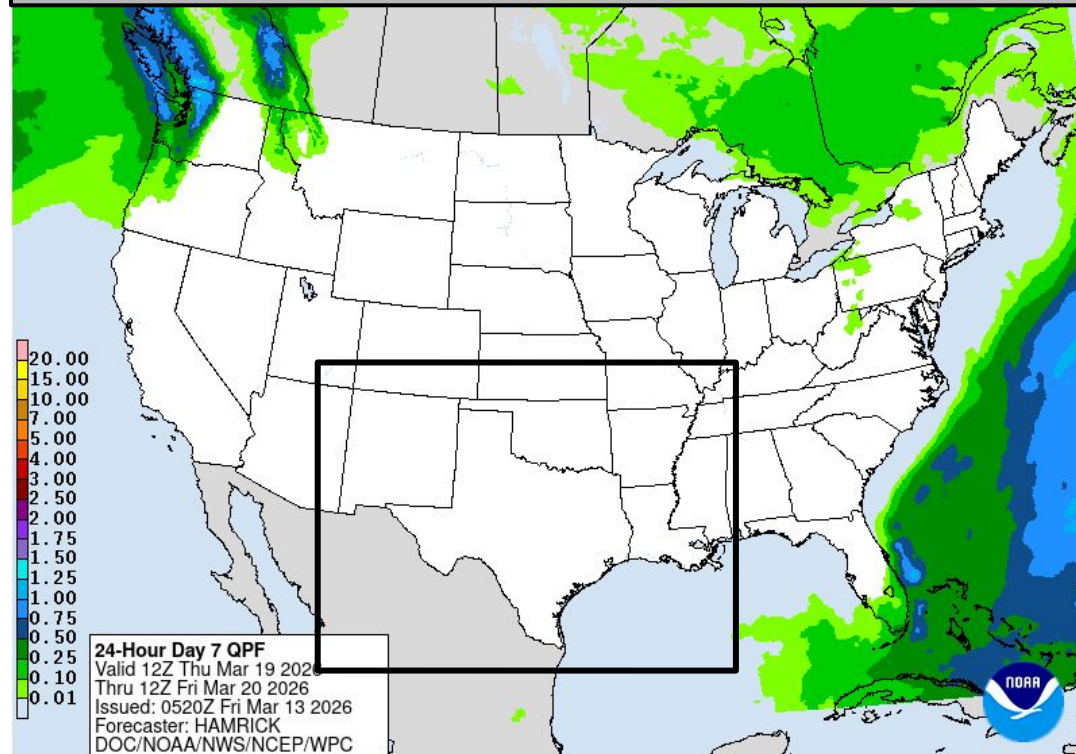 20.00
15.00
10.00
7.00
5.00
4.00
3.00
2.50
2.00
1.75
1.50
1.25
1.00
0.75
0.50
0.25
0.10
0.01
24-Hour Day 7 QPF
Valid 12Z Thu Mar 19 2026
Thru 12Z Fri Mar 20 2026
Issued: 0520Z Fri Mar 13 2026
Forecaster: HAMRICK
DOC/NOAA/NWS/NCEP/WPC
NOAA